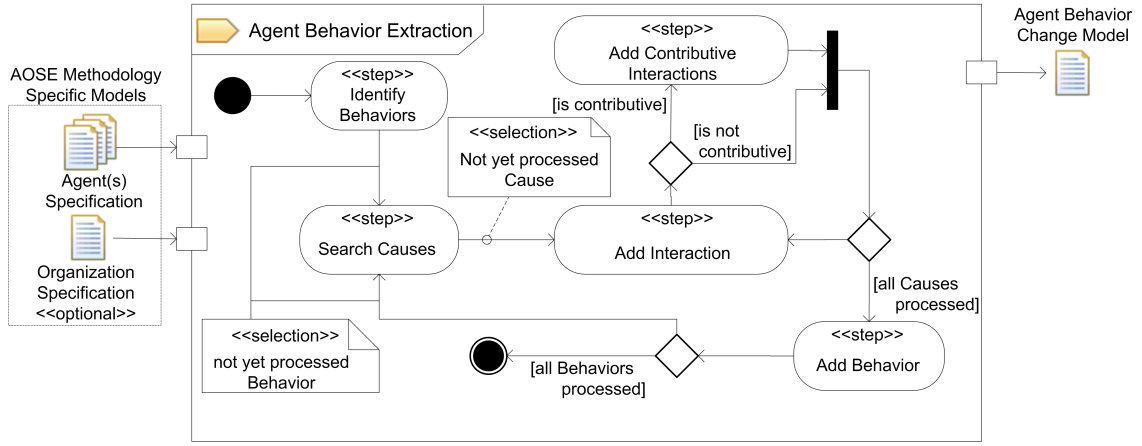 Agent Behavior Extraction
AOSE Methodology
Specific Models
Agent(s)
Specification
Organization
Specification
<<optional>>
<<step>>
Identify
Behaviors
<<selection>>
Not yet processed
Cause
<<step>>
Add Contributive
Interactions
[is contributive]
[is not
contributive]
<<step>>
Search Causes
<<step>>
Add Interaction
[all Causes
processed]
<<selection>>
not yet processed
Behavior
[all Behaviors
processed]
<<step>>
Add Behavior
Agent Behavior
Change Model